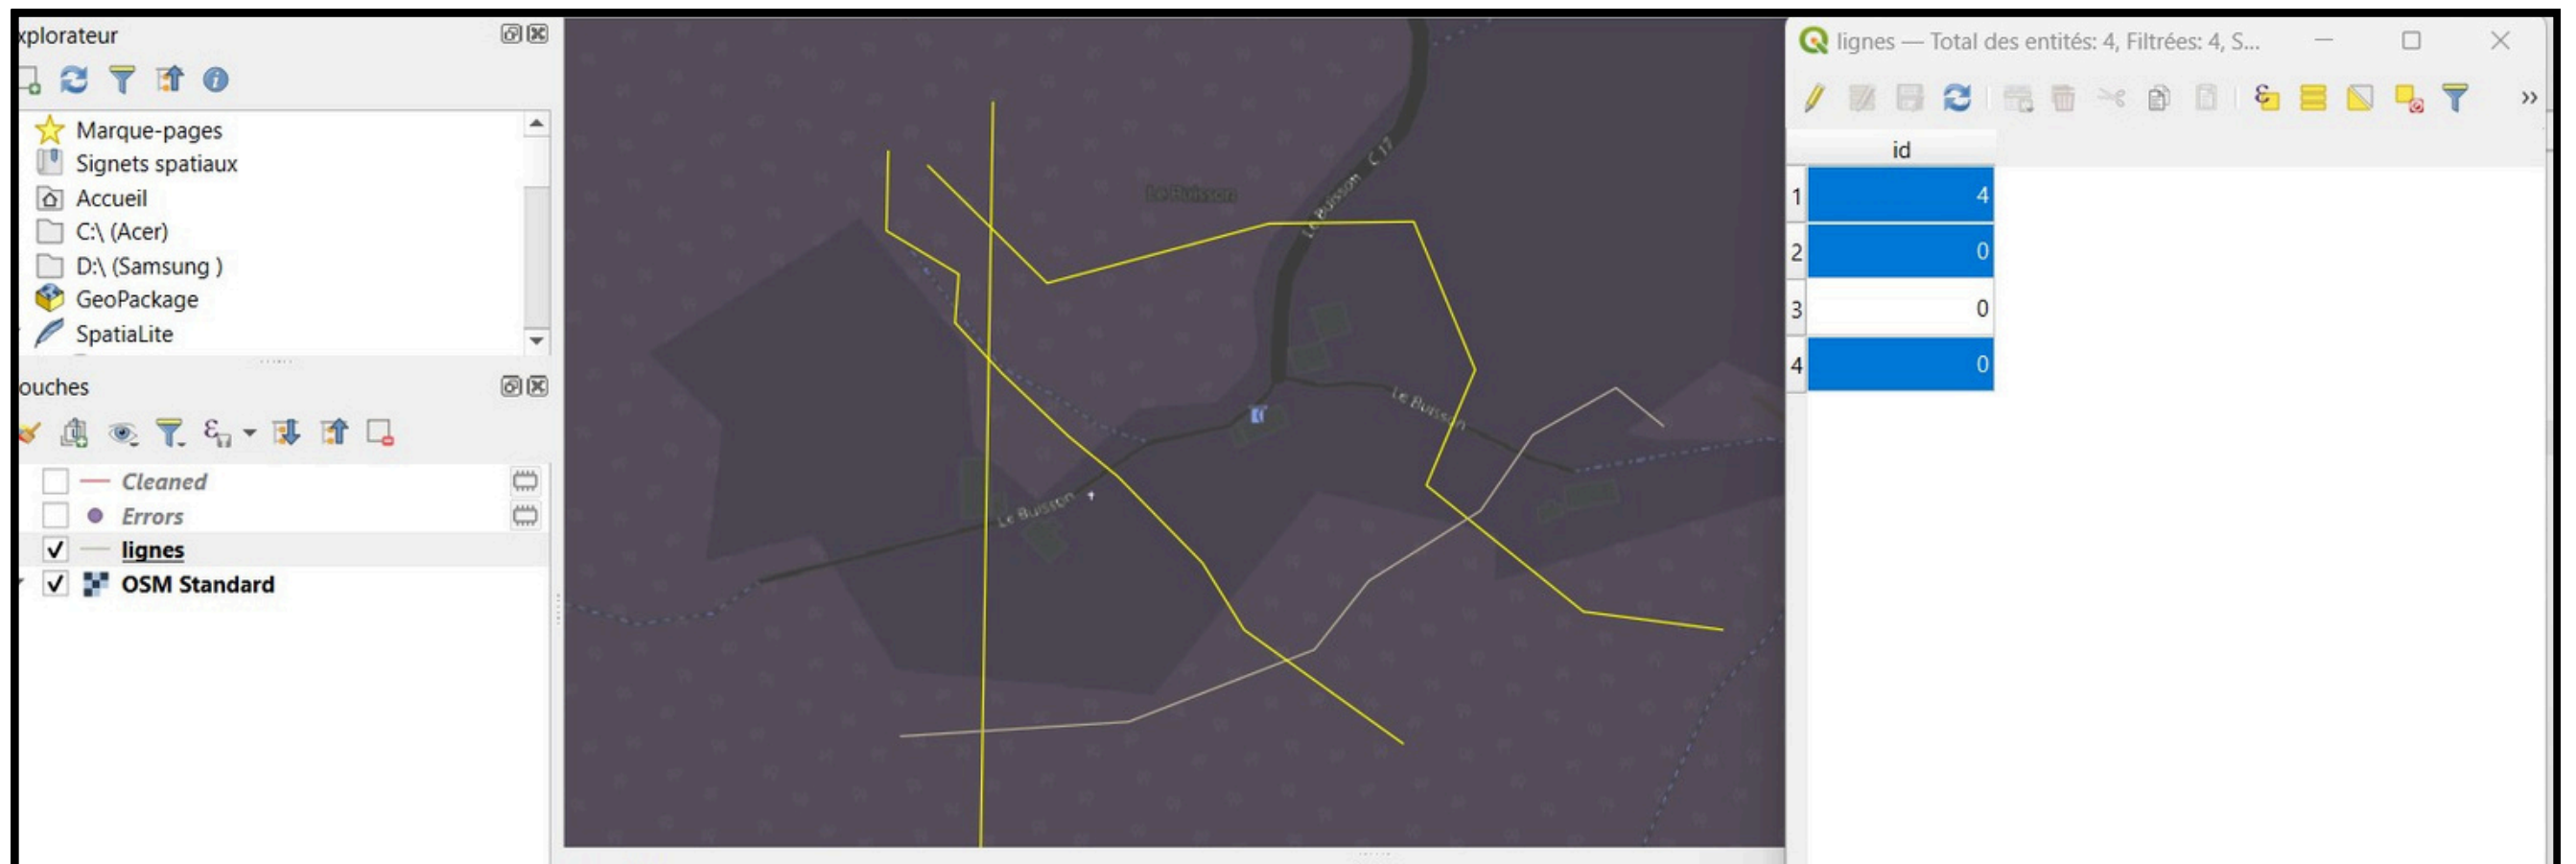 xplorateur
Marque-pages
Signets spatiaux
Accueil
C:\ (Acer)
D:\ (Samsung )
GeoPackage
SpatiaLite
ouches
Cleaned
Errors
lignes
OSM Standard
Le Buisson
Le Buisson C 17
Le Buisson
Le Buisson
lignes — Total des entités: 4, Filtrées: 4, S...
id
1 4
2 0
3 0
4 0